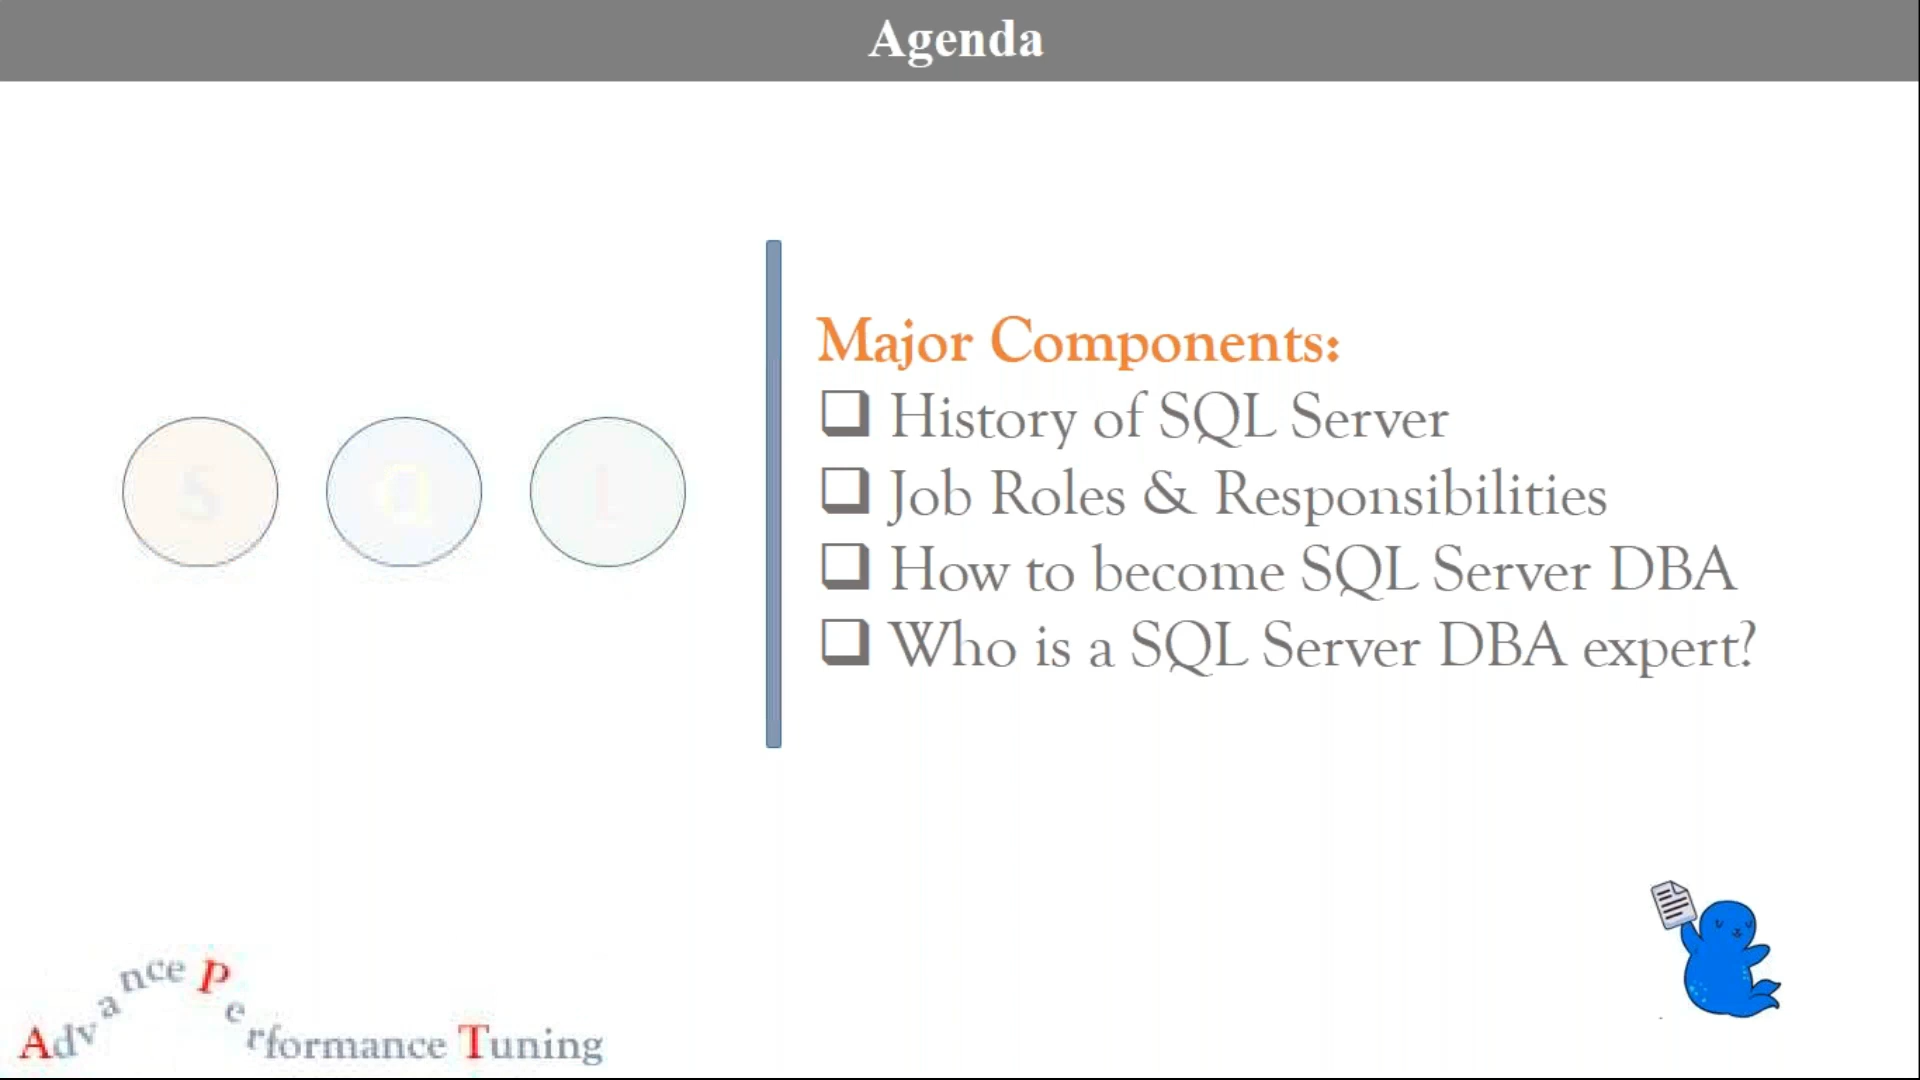 Agenda
S Q L
Major Components:
❑ History of SQL Server
❑ Job Roles & Responsibilities
❑ How to become SQL Server DBA
❑ Who is a SQL Server DBA expert?
Advance Performance Tuning